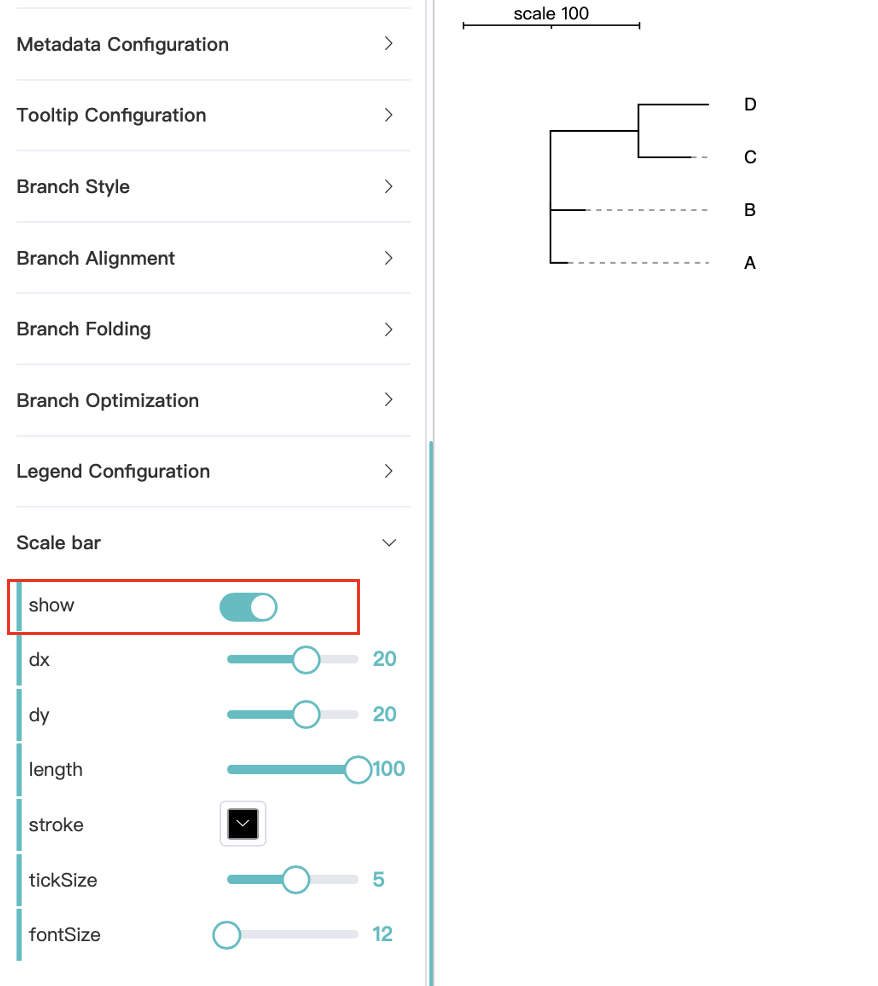 scale 100
Metadata Configuration
Tooltip Configuration
Branch Style
Branch Alignment
Branch Folding
Branch Optimization
Legend Configuration
Scale bar
show
dx 20
dy 20
length 100
stroke
tickSize 5
fontSize 12
D
C
B
A